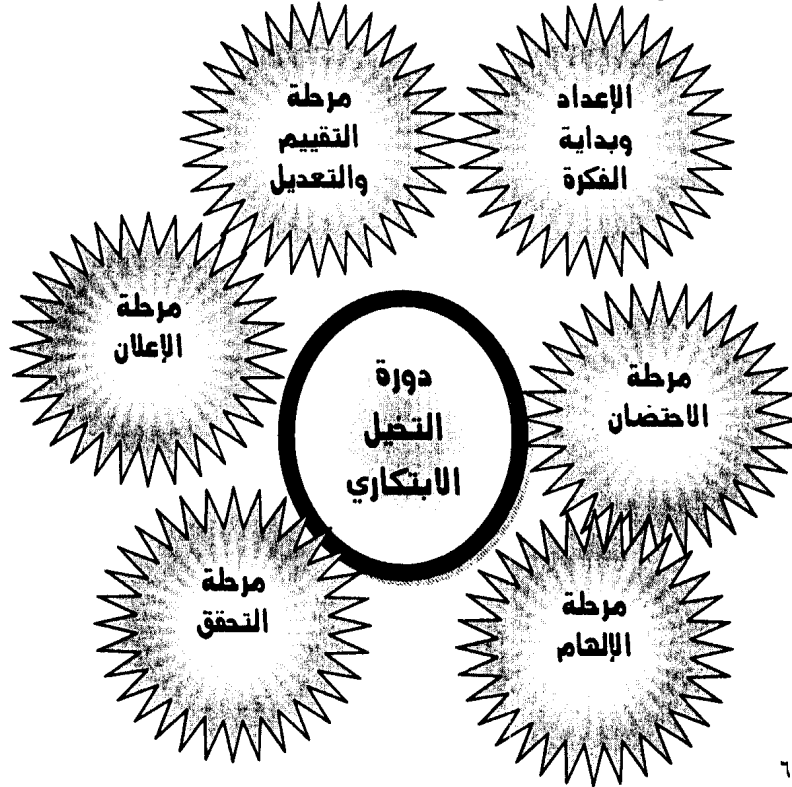 الإعداد
وبداية
الفكرة
مرحلة
التقييم
والتعديل
مرحلة
الإعلان
دورة
التخيل
الابتكاري
مرحلة
الاحتضان
مرحلة
التحقق
مرحلة
الإلهام
٦